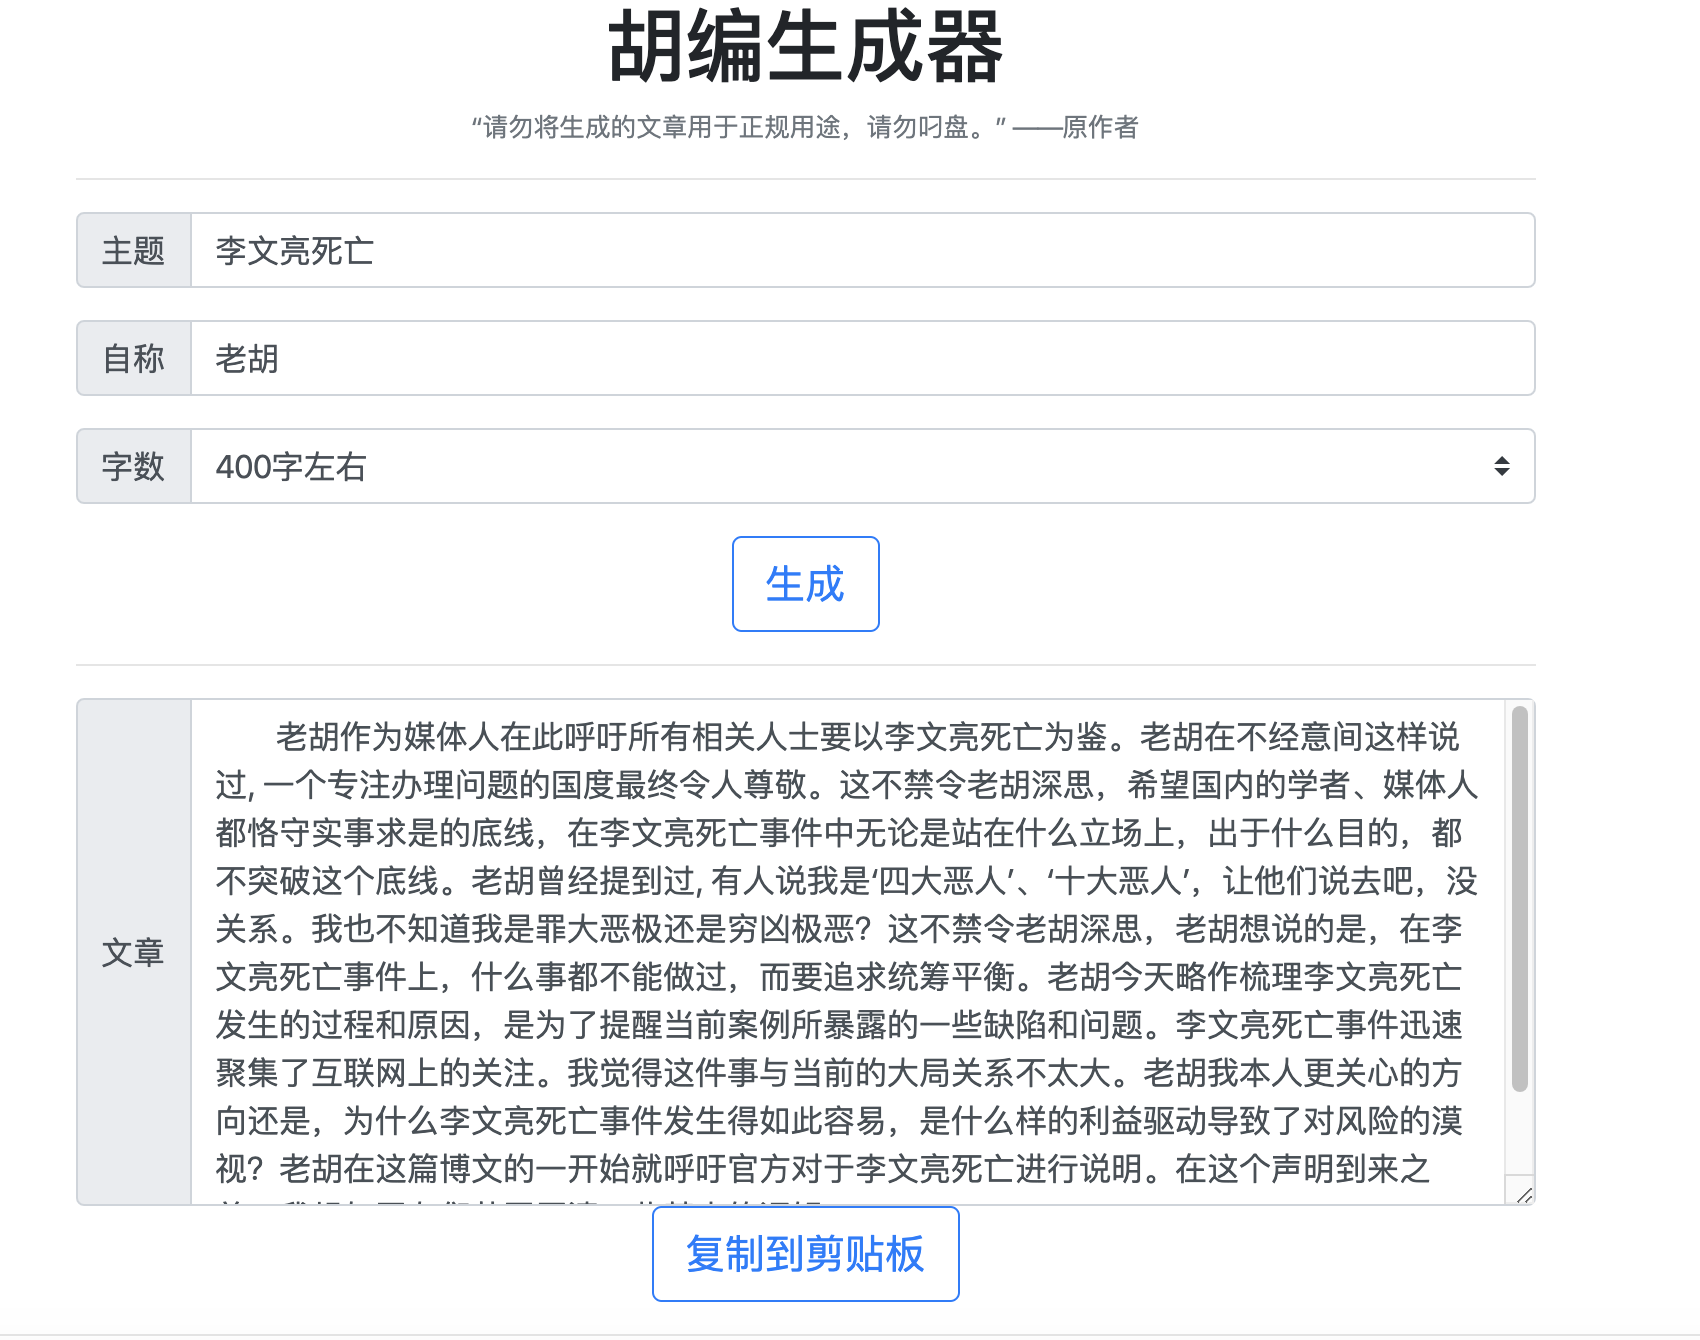 胡编生成器
“请勿将生成的文章用于正规用途，请勿叼盘。” ——原作者
主题
李文亮死亡
自称
老胡
字数
400字左右
生成
文章
老胡作为媒体人在此呼吁所有相关人士要以李文亮死亡为鉴。老胡在不经意间这样说
过, 一个专注办理问题的国度最终令人尊敬。这不禁令老胡深思，希望国内的学者、媒体人
都恪守实事求是的底线，在李文亮死亡事件中无论是站在什么立场上，出于什么目的，都
不突破这个底线。老胡曾经提到过, 有人说我是‘四大恶人’、‘十大恶人’，让他们说去吧，没
关系。我也不知道我是罪大恶极还是穷凶极恶？这不禁令老胡深思，老胡想说的是，在李
文亮死亡事件上，什么事都不能做过，而要追求统筹平衡。老胡今天略作梳理李文亮死亡
发生的过程和原因，是为了提醒当前案例所暴露的一些缺陷和问题。李文亮死亡事件迅速
聚集了互联网上的关注。我觉得这件事与当前的大局关系不太大。老胡我本人更关心的方
向还是，为什么李文亮死亡事件发生得如此容易，是什么样的利益驱动导致了对风险的漠
视？老胡在这篇博文的一开始就呼吁官方对于李文亮死亡进行说明。在这个声明到来之
复制到剪贴板